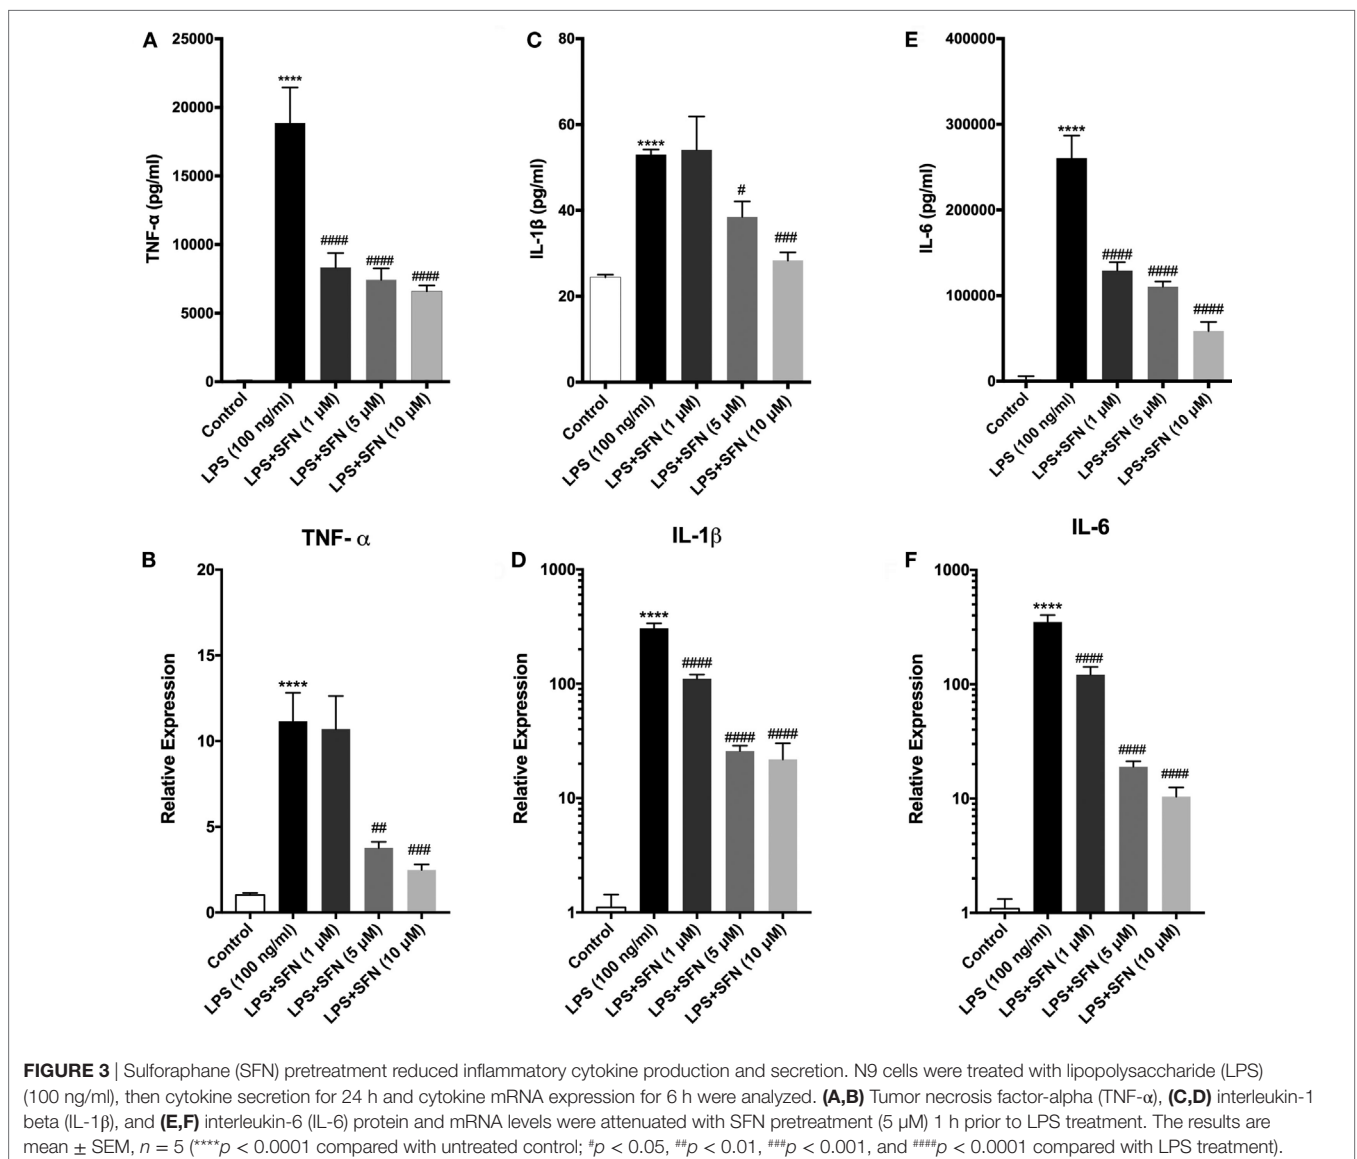 A
TNF-α (pg/ml)
25000
20000
15000
10000
5000
0
****
####
####
####
Control
LPS (100 ng/ml)
LPS+SFN (1 µM)
LPS+SFN (5 µM)
LPS+SFN (10 µM)
C
IL-1β (pg/ml)
80
60
40
20
0
****
#
###
Control
LPS (100 ng/ml)
LPS+SFN (1 µM)
LPS+SFN (5 µM)
LPS+SFN (10 µM)
E
IL-6 (pg/ml)
400000
300000
200000
100000
0
****
####
####
####
Control
LPS (100 ng/ml)
LPS+SFN (1 µM)
LPS+SFN (5 µM)
LPS+SFN (10 µM)
TNF- α
B
Relative Expression
20
15
10
5
0
****
##
###
Control
LPS (100 ng/ml)
LPS+SFN (1 µM)
LPS+SFN (5 µM)
LPS+SFN (10 µM)
IL-1β
D
Relative Expression
1000
100
10
1
****
####
####
####
Control
LPS (100 ng/ml)
LPS+SFN (1 µM)
LPS+SFN (5 µM)
LPS+SFN (10 µM)
IL-6
F
Relative Expression
1000
100
10
1
****
####
####
####
Control
LPS (100 ng/ml)
LPS+SFN (1 µM)
LPS+SFN (5 µM)
LPS+SFN (10 µM)
FIGURE 3 | Sulforaphane (SFN) pretreatment reduced inflammatory cytokine production and secretion. N9 cells were treated with lipopolysaccharide (LPS)
(100 ng/ml), then cytokine secretion for 24 h and cytokine mRNA expression for 6 h were analyzed. (A,B) Tumor necrosis factor-alpha (TNF-α), (C,D) interleukin-1
beta (IL-1β), and (E,F) interleukin-6 (IL-6) protein and mRNA levels were attenuated with SFN pretreatment (5 µM) 1 h prior to LPS treatment. The results are
mean ± SEM, n = 5 (****p < 0.0001 compared with untreated control; #p < 0.05, ##p < 0.01, ###p < 0.001, and ####p < 0.0001 compared with LPS treatment).